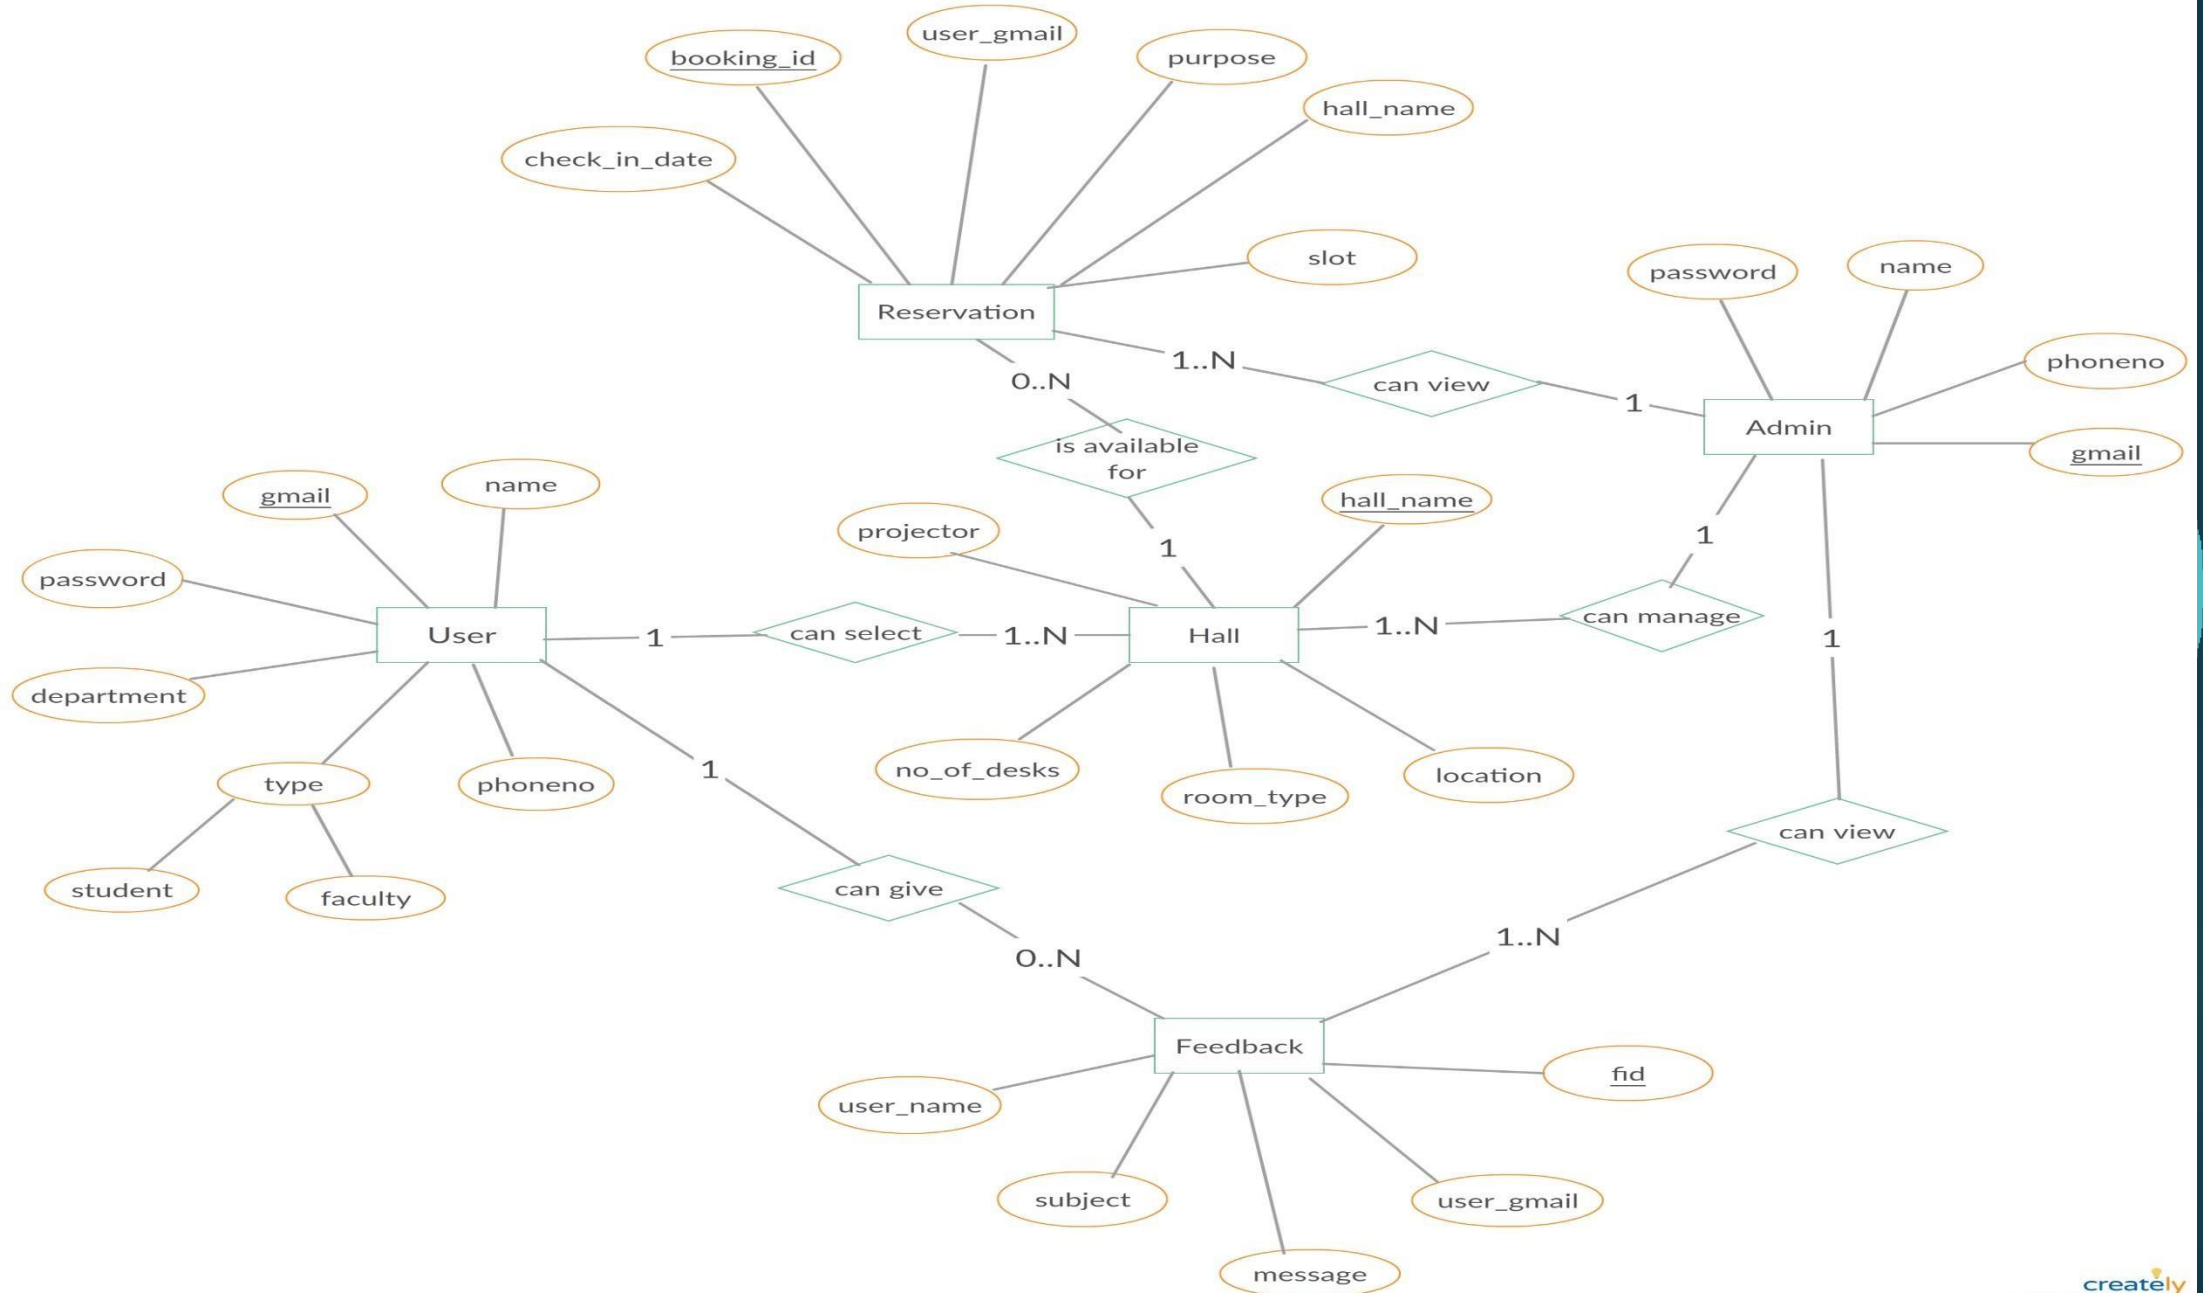 user_gmail
booking_id
purpose
hall_name
check_in_date
slot
password
name
Reservation
1..N
can view
phoneno
0..N
1
Admin
is available
for
gmail
gmail
name
hall_name
projector
1
1
password
User
1
can select
1..N
Hall
1..N
can manage
1
department
type
phoneno
1
no_of_desks
room_type
location
can view
student
faculty
can give
1..N
0..N
Feedback
fid
user_name
subject
user_gmail
message
creately